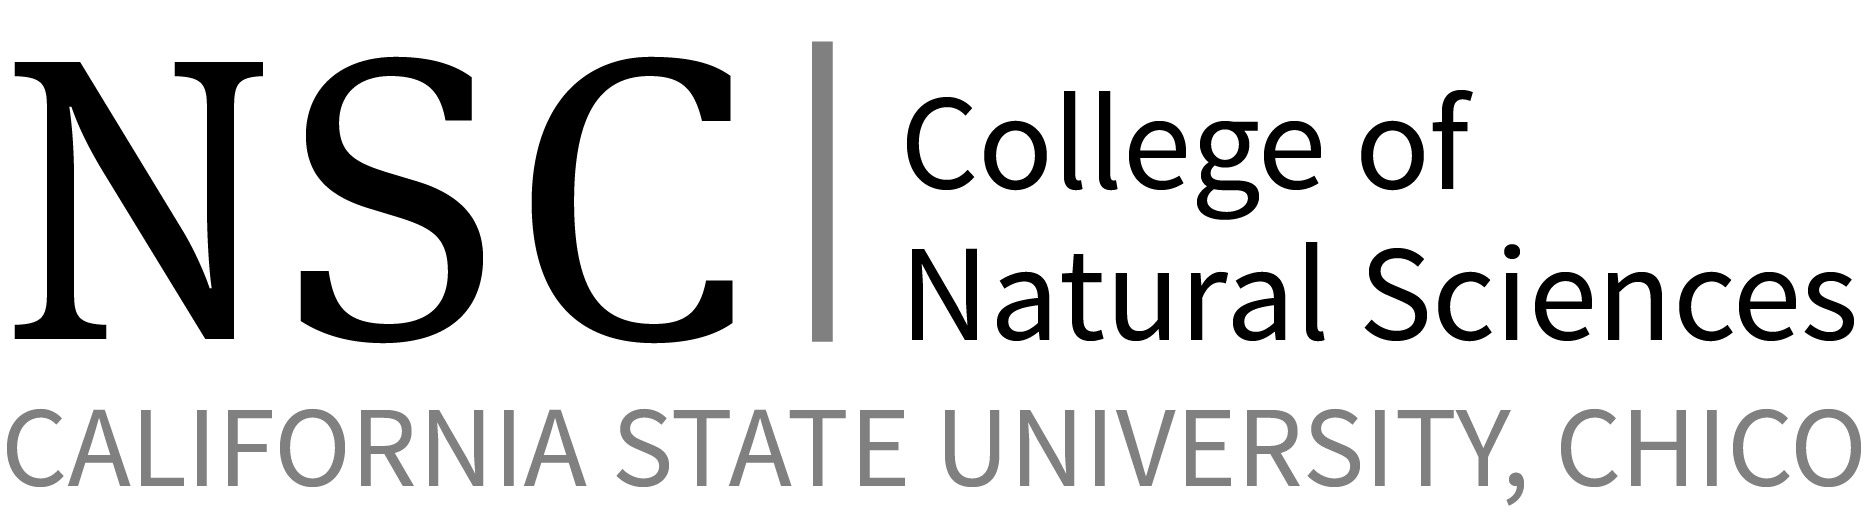 NSC
College of
Natural Sciences
CALIFORNIA STATE UNIVERSITY, CHICO